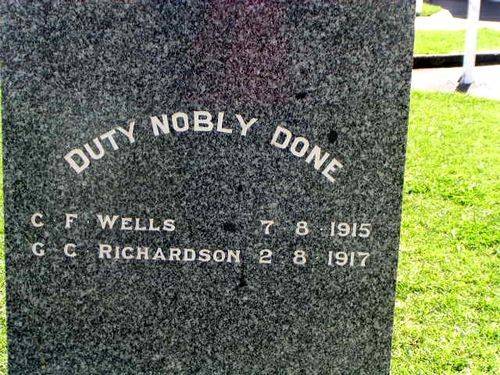 DUTY NOBLY DONE
C F WELLS 7 8 1915
G C RICHARDSON 2 8 1917